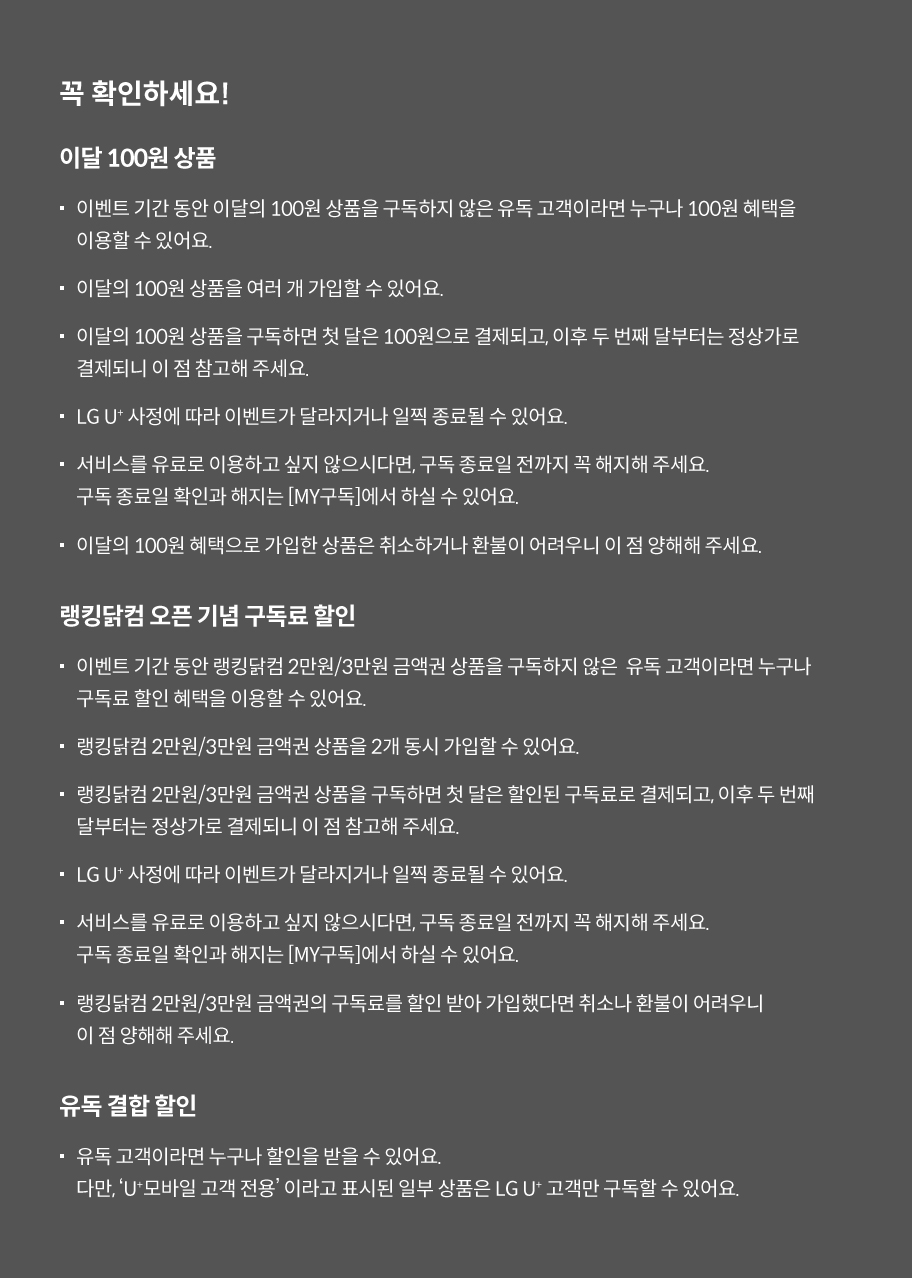 꼭 확인하세요!
이달 100원 상품
▪ 이벤트 기간 동안 이달의 100원 상품을 구독하지 않은 유독 고객이라면 누구나 100원 혜택을
이용할 수 있어요.
▪ 이달의 100원 상품을 여러 개 가입할 수 있어요.
▪ 이달의 100원 상품을 구독하면 첫 달은 100원으로 결제되고, 이후 두 번째 달부터는 정상가로
결제되니 이 점 참고해 주세요.
▪ LG U⁺ 사정에 따라 이벤트가 달라지거나 일찍 종료될 수 있어요.
▪ 서비스를 유료로 이용하고 싶지 않으시다면, 구독 종료일 전까지 꼭 해지해 주세요.
구독 종료일 확인과 해지는 [MY구독]에서 하실 수 있어요.
▪ 이달의 100원 혜택으로 가입한 상품은 취소하거나 환불이 어려우니 이 점 양해해 주세요.
랭킹닭컴 오픈 기념 구독료 할인
▪ 이벤트 기간 동안 랭킹닭컴 2만원/3만원 금액권 상품을 구독하지 않은 유독 고객이라면 누구나
구독료 할인 혜택을 이용할 수 있어요.
▪ 랭킹닭컴 2만원/3만원 금액권 상품을 2개 동시 가입할 수 있어요.
▪ 랭킹닭컴 2만원/3만원 금액권 상품을 구독하면 첫 달은 할인된 구독료로 결제되고, 이후 두 번째
달부터는 정상가로 결제되니 이 점 참고해 주세요.
▪ LG U⁺ 사정에 따라 이벤트가 달라지거나 일찍 종료될 수 있어요.
▪ 서비스를 유료로 이용하고 싶지 않으시다면, 구독 종료일 전까지 꼭 해지해 주세요.
구독 종료일 확인과 해지는 [MY구독]에서 하실 수 있어요.
▪ 랭킹닭컴 2만원/3만원 금액권의 구독료를 할인 받아 가입했다면 취소나 환불이 어려우니
이 점 양해해 주세요.
유독 결합 할인
▪ 유독 고객이라면 누구나 할인을 받을 수 있어요.
다만, ‘U⁺모바일 고객 전용’ 이라고 표시된 일부 상품은 LG U⁺ 고객만 구독할 수 있어요.